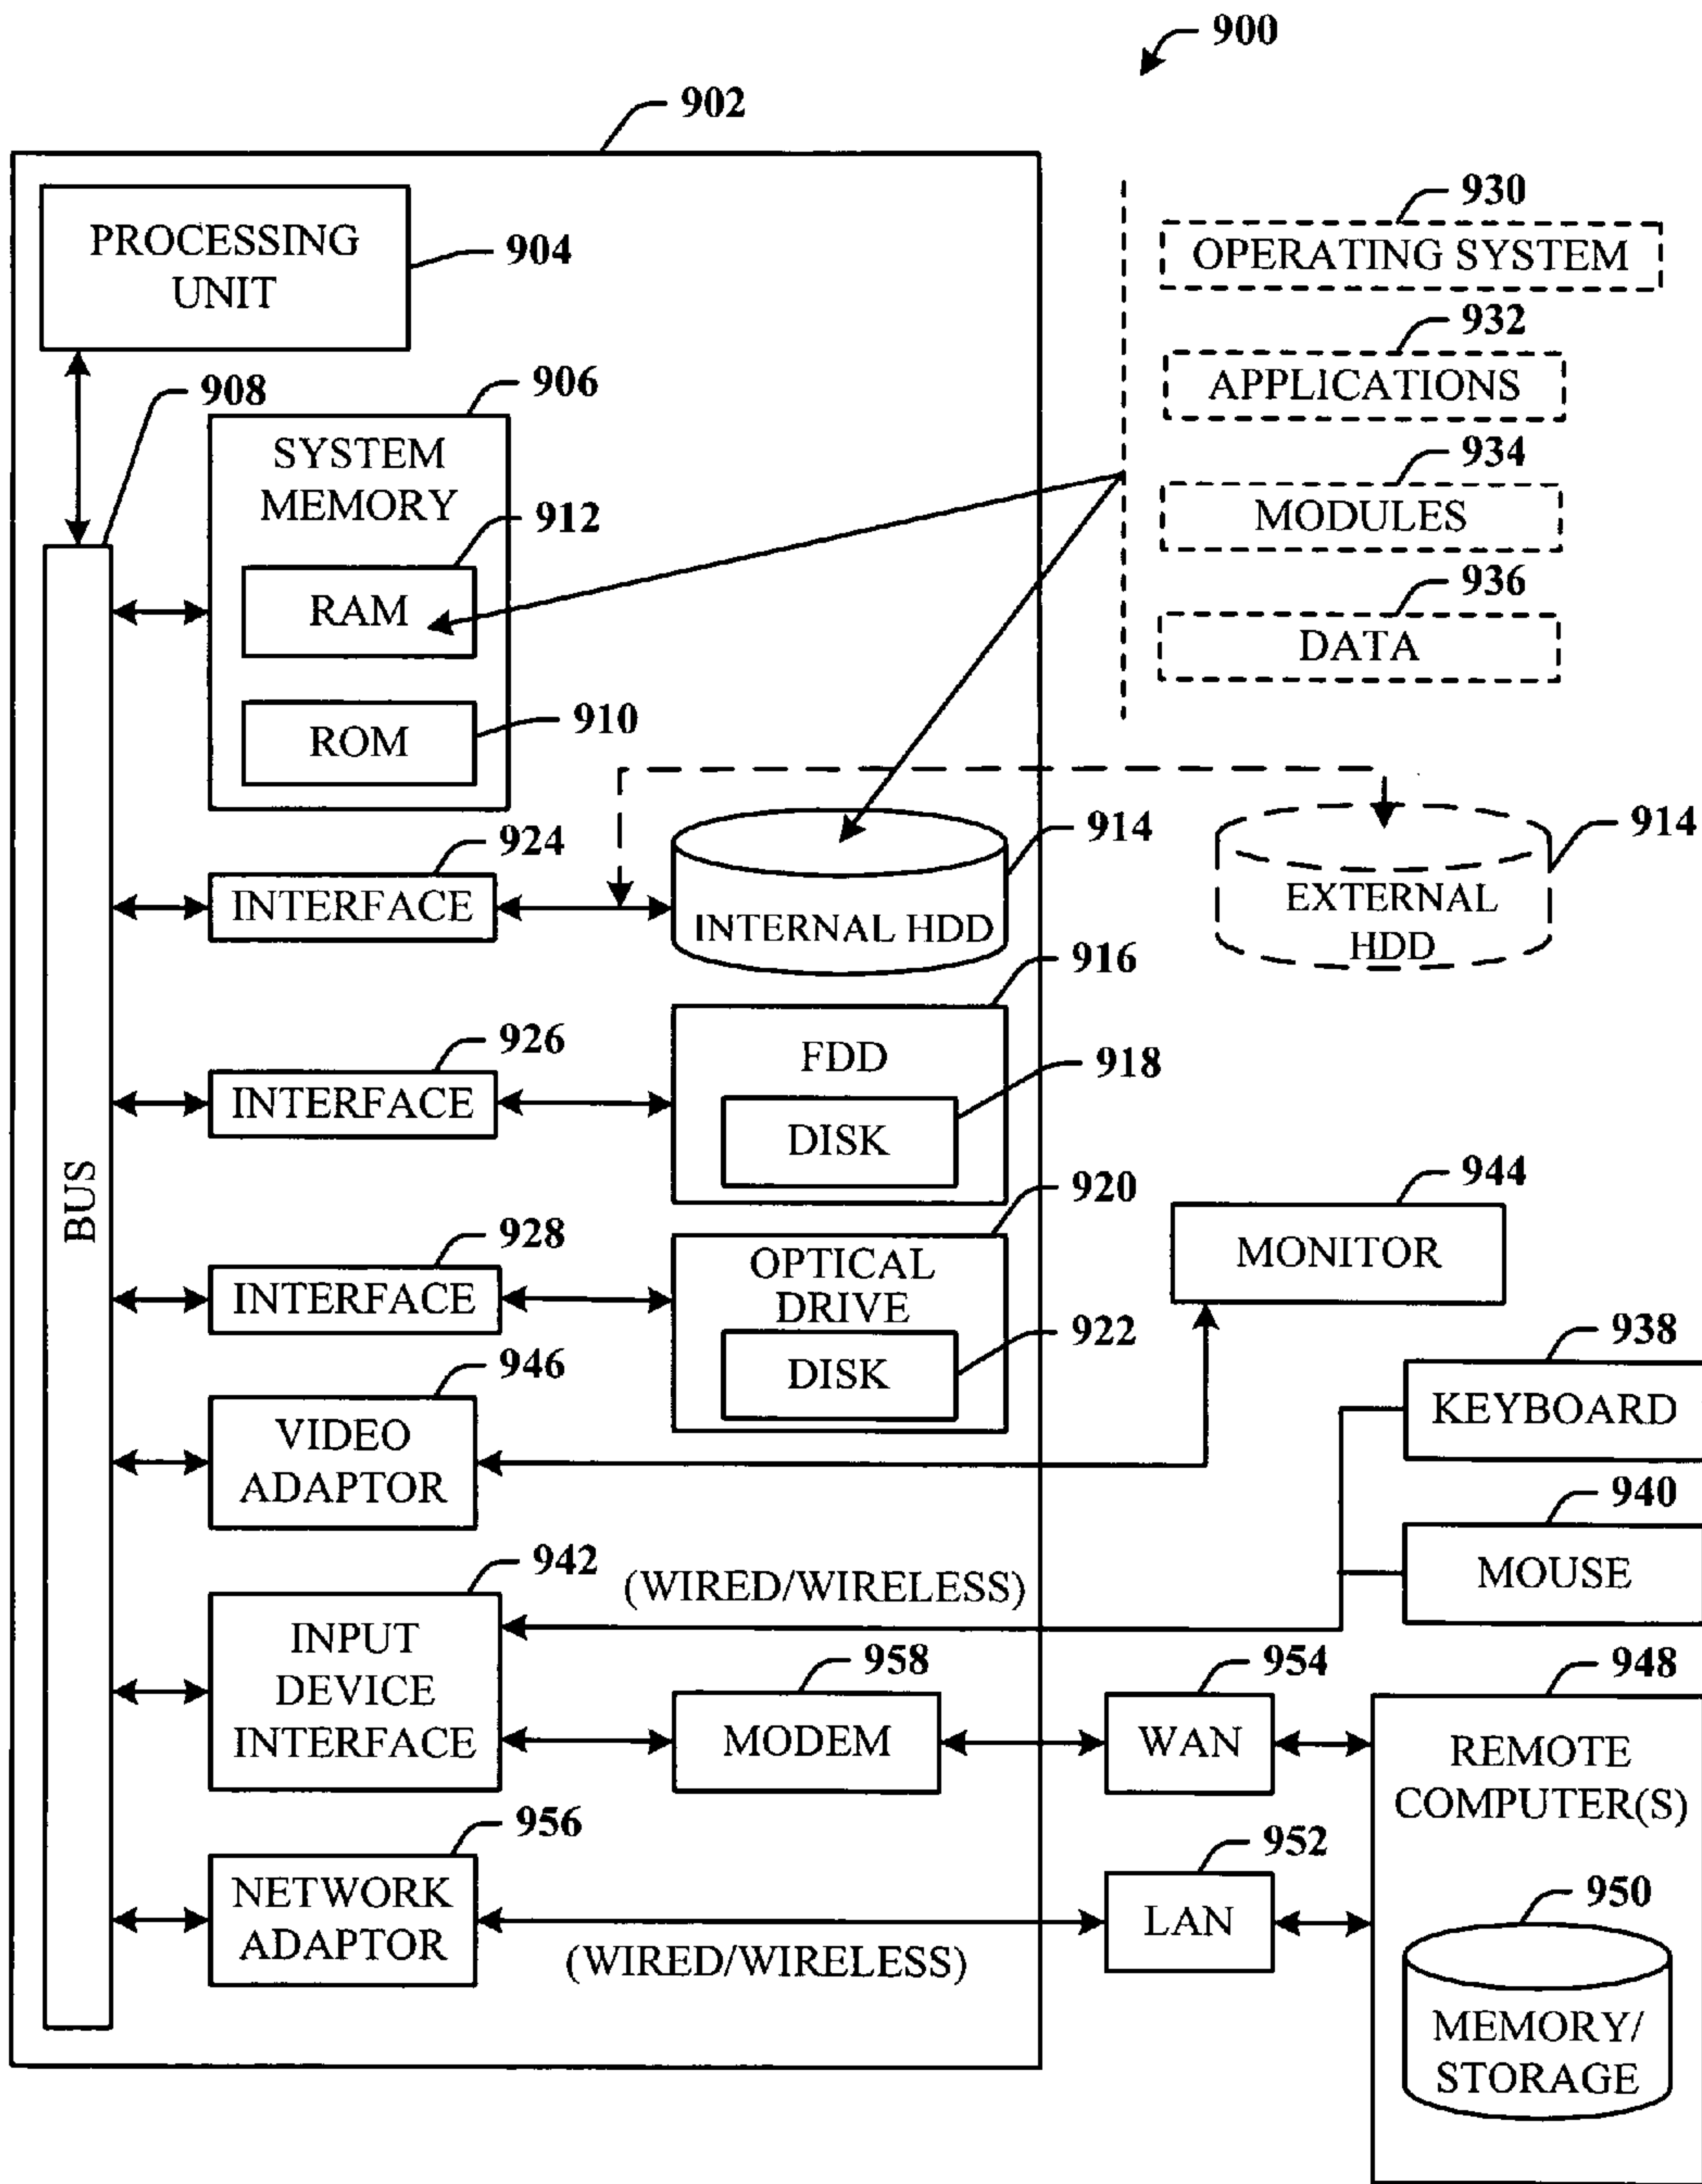 900
902
930
PROCESSING
UNIT
904
OPERATING SYSTEM
932
908
906
APPLICATIONS
SYSTEM
MEMORY
934
MODULES
912
RAM
936
DATA
910
ROM
924
INTERFACE
914
INTERNAL HDD
914
EXTERNAL
HDD
916
926
INTERFACE
FDD
918
DISK
BUS
920
944
MONITOR
928
INTERFACE
OPTICAL
DRIVE
922
DISK
938
KEYBOARD
946
VIDEO
ADAPTOR
940
MOUSE
942
(WIRED/WIRELESS)
INPUT
DEVICE
INTERFACE
958
MODEM
954
WAN
948
REMOTE
COMPUTER(S)
956
NETWORK
ADAPTOR
(WIRED/WIRELESS)
952
LAN
950
MEMORY/
STORAGE